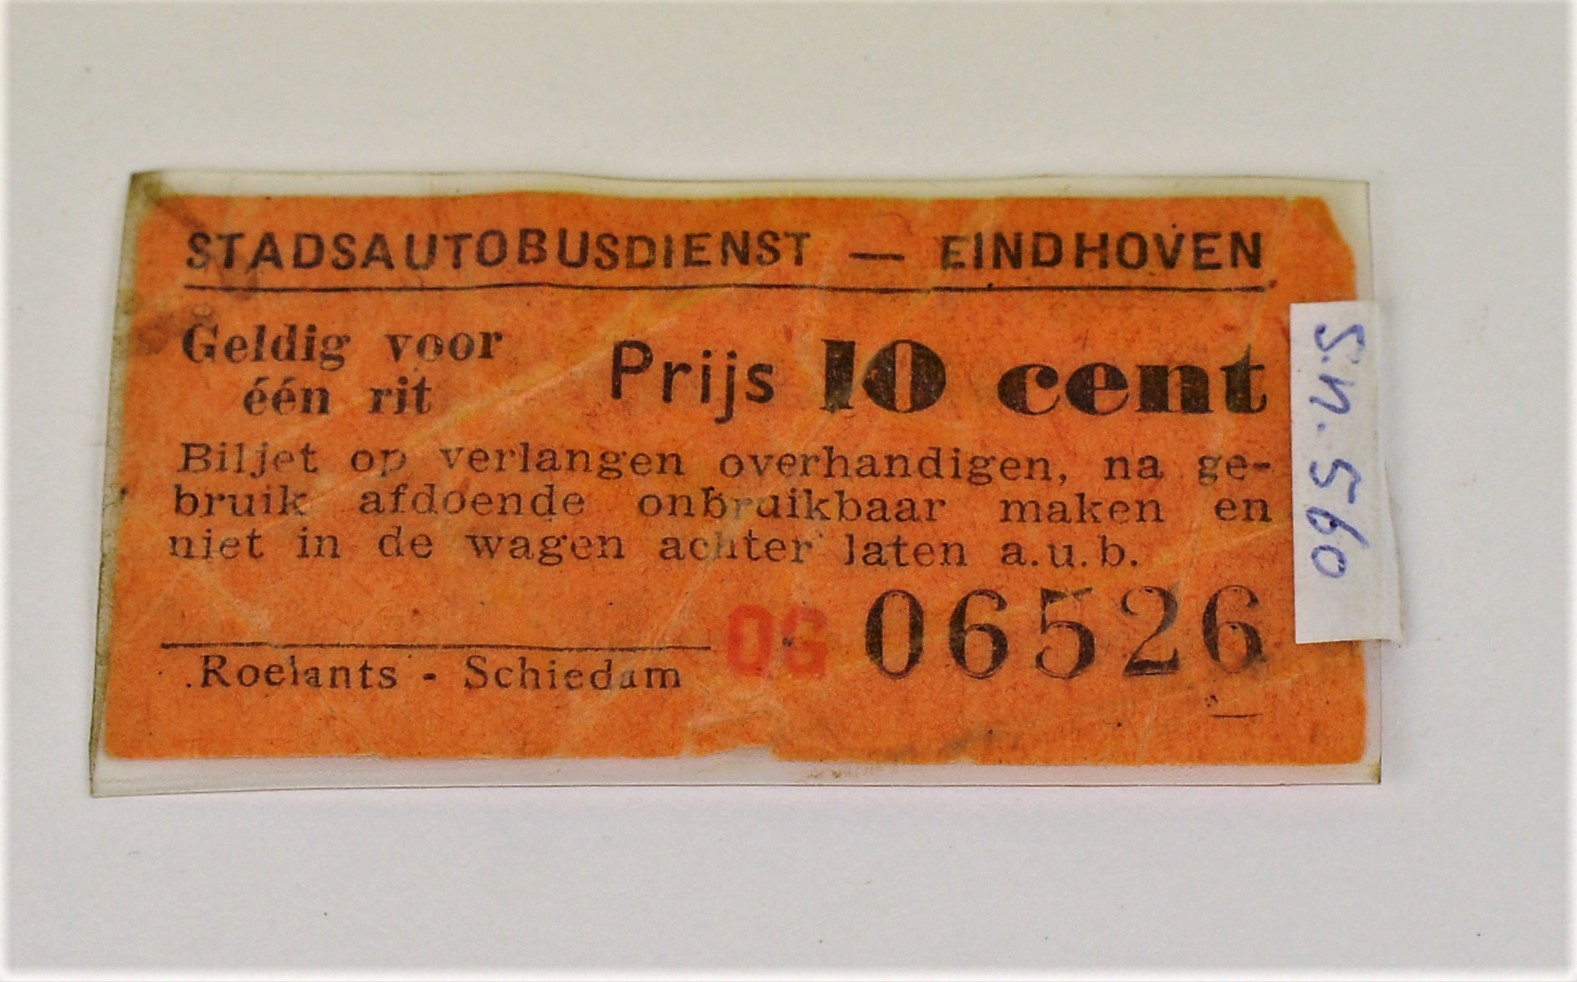 STADSAUTOBUSDIENST — EINDHOVEN
Geldig voor
één rit
Prijs 10 cent
Biljet op verlangen overhandigen, na ge-
bruik afdoende onbruikbaar maken en
niet in de wagen achter laten a.u.b.
OG 06526
Roelants - Schiedam
S.n. 560